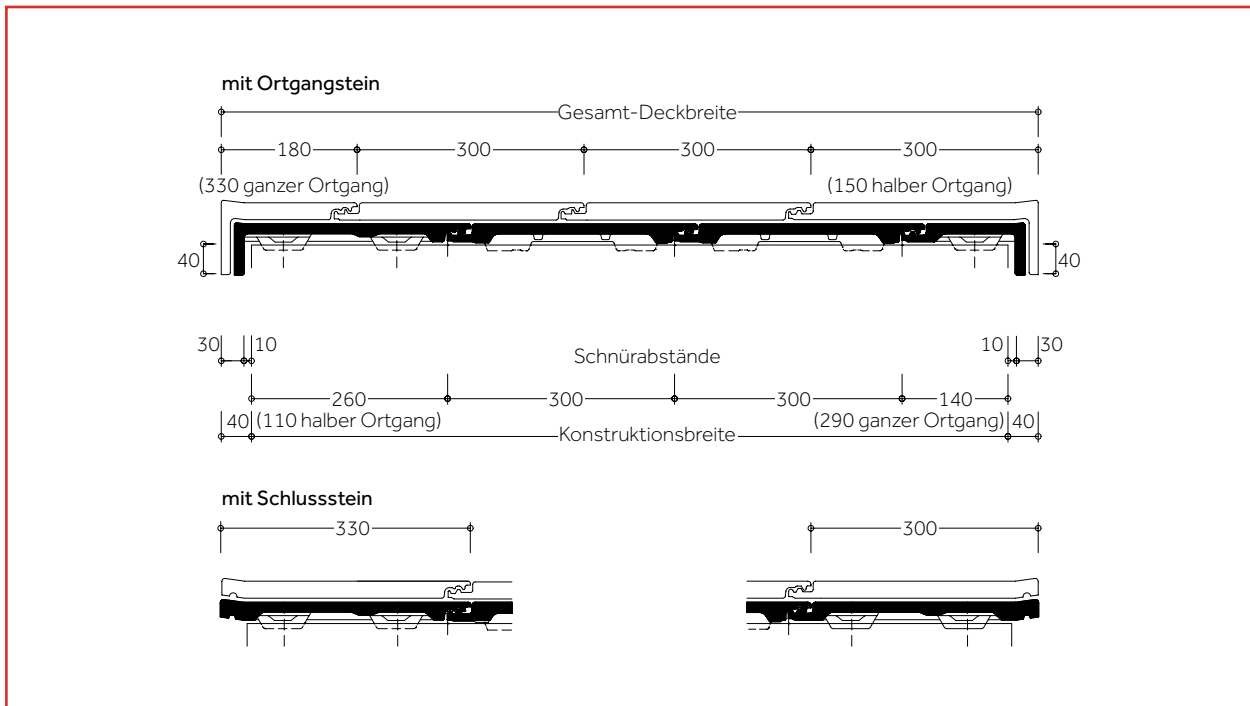 mit Ortgangstein
Gesamt-Deckbreite
180 300 300 300
(330 ganzer Ortgang) (150 halber Ortgang)
40 40
30 10 Schnürabstände 10 30
260 300 300 140
40 (110 halber Ortgang) (290 ganzer Ortgang) 40
Konstruktionsbreite
mit Schlussstein
330 300